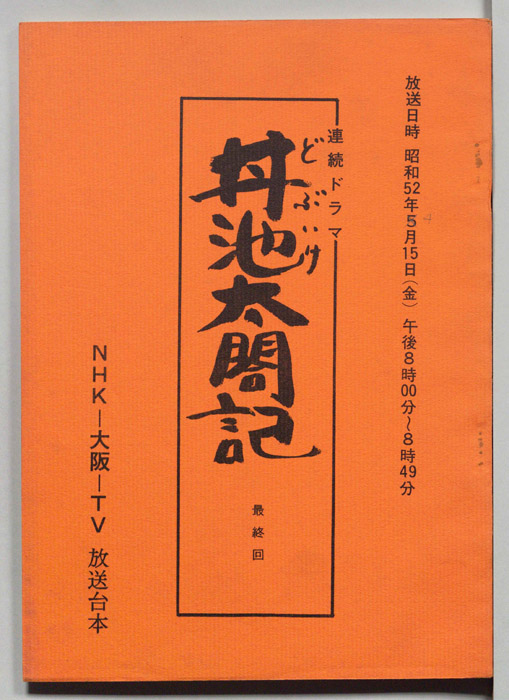 放送日時 昭和52年5月15日(金) 午後8時00分~8時49分
4
連続ドラマ
どぶいけ
丼池太閤記
最終回
NHK―大阪―TV 放送台本